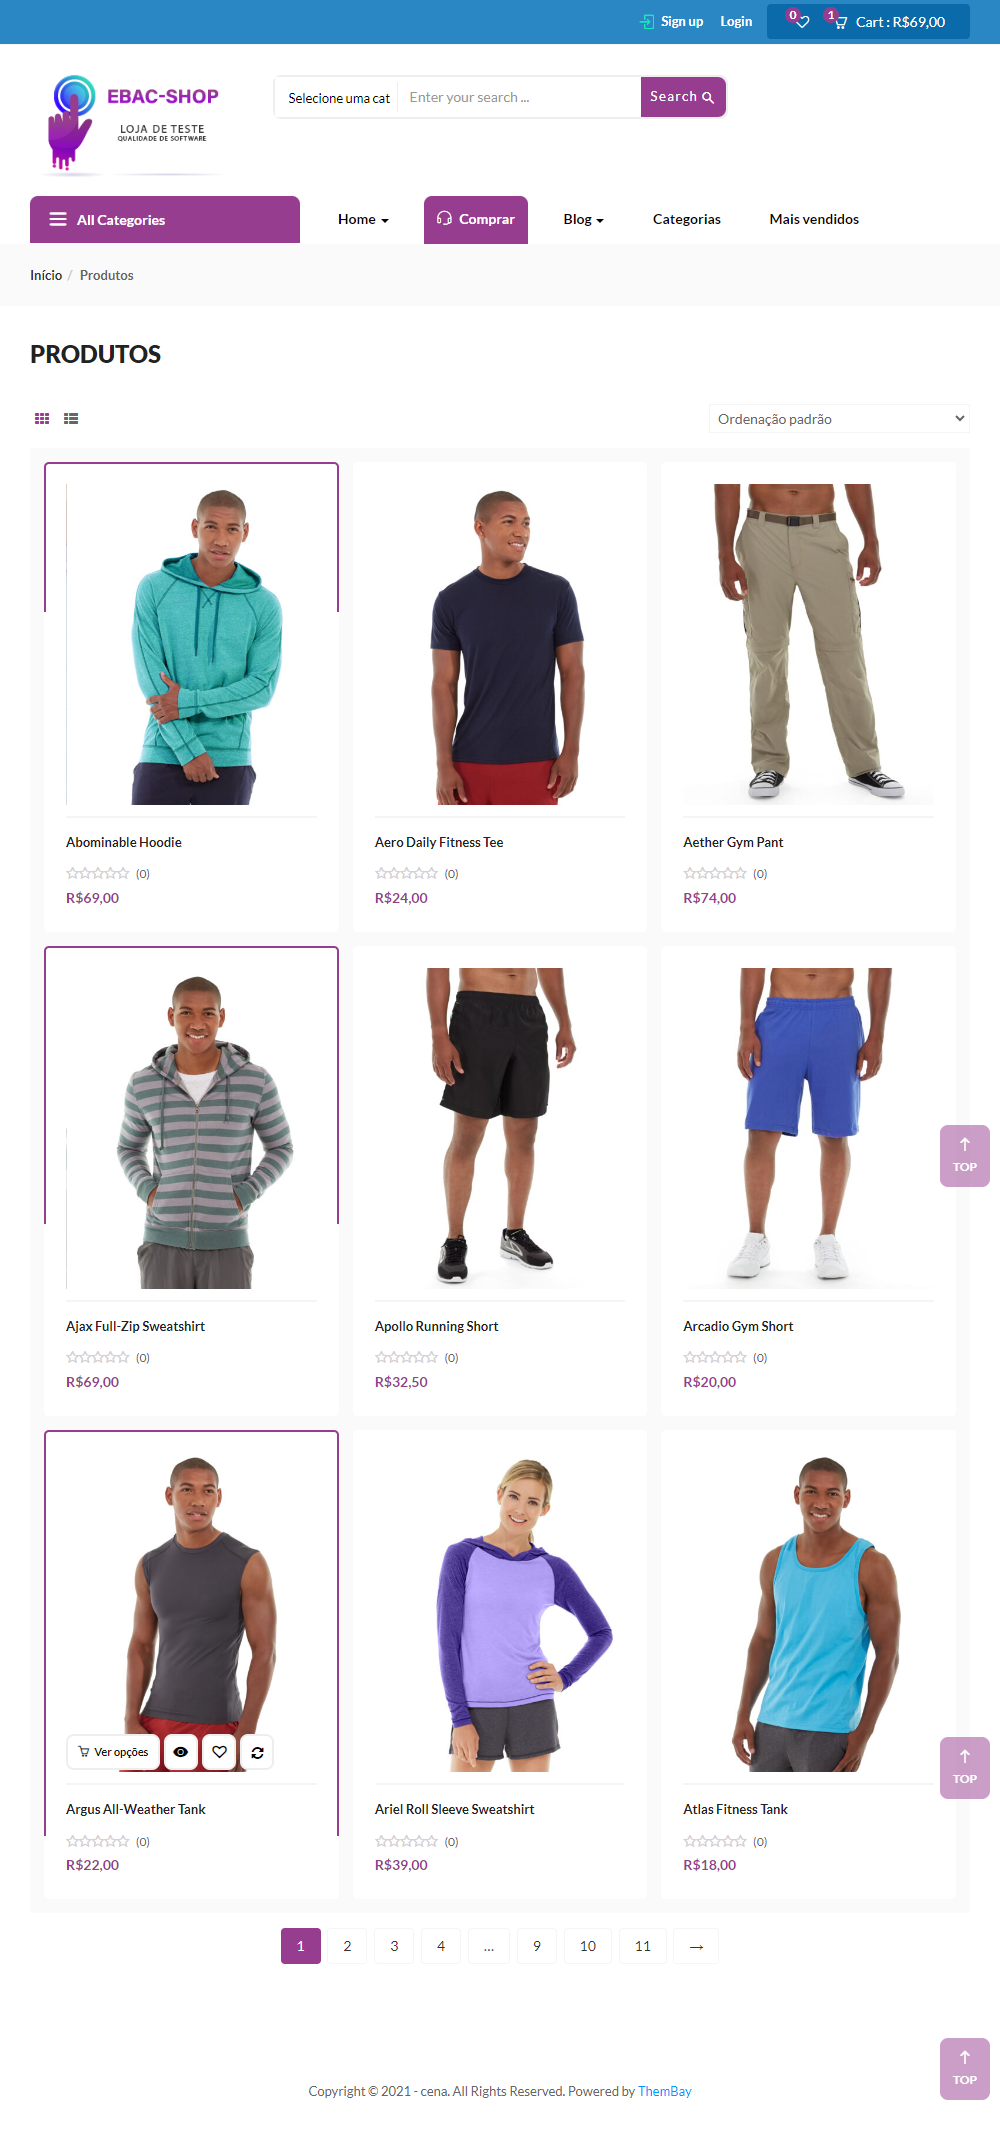 Sign up
Login
0
1
Cart : R$69,00
EBAC-SHOP
LOJA DE TESTE
QUALIDADE DE SOFTWARE
Selecione uma cat
Enter your search ...
Search
All Categories
Home
Comprar
Blog
Categorias
Mais vendidos
Início / Produtos
PRODUTOS
Ordenação padrão
Abominable Hoodie
(0)
R$69,00
Aero Daily Fitness Tee
(0)
R$24,00
Aether Gym Pant
(0)
R$74,00
Ajax Full-Zip Sweatshirt
(0)
R$69,00
Apollo Running Short
(0)
R$32,50
Arcadio Gym Short
(0)
R$20,00
TOP
Ver opções
Argus All-Weather Tank
(0)
R$22,00
Ariel Roll Sleeve Sweatshirt
(0)
R$39,00
Atlas Fitness Tank
(0)
R$18,00
TOP
1 2 3 4 ... 9 10 11 →
TOP
Copyright © 2021 - cena. All Rights Reserved. Powered by ThemBay